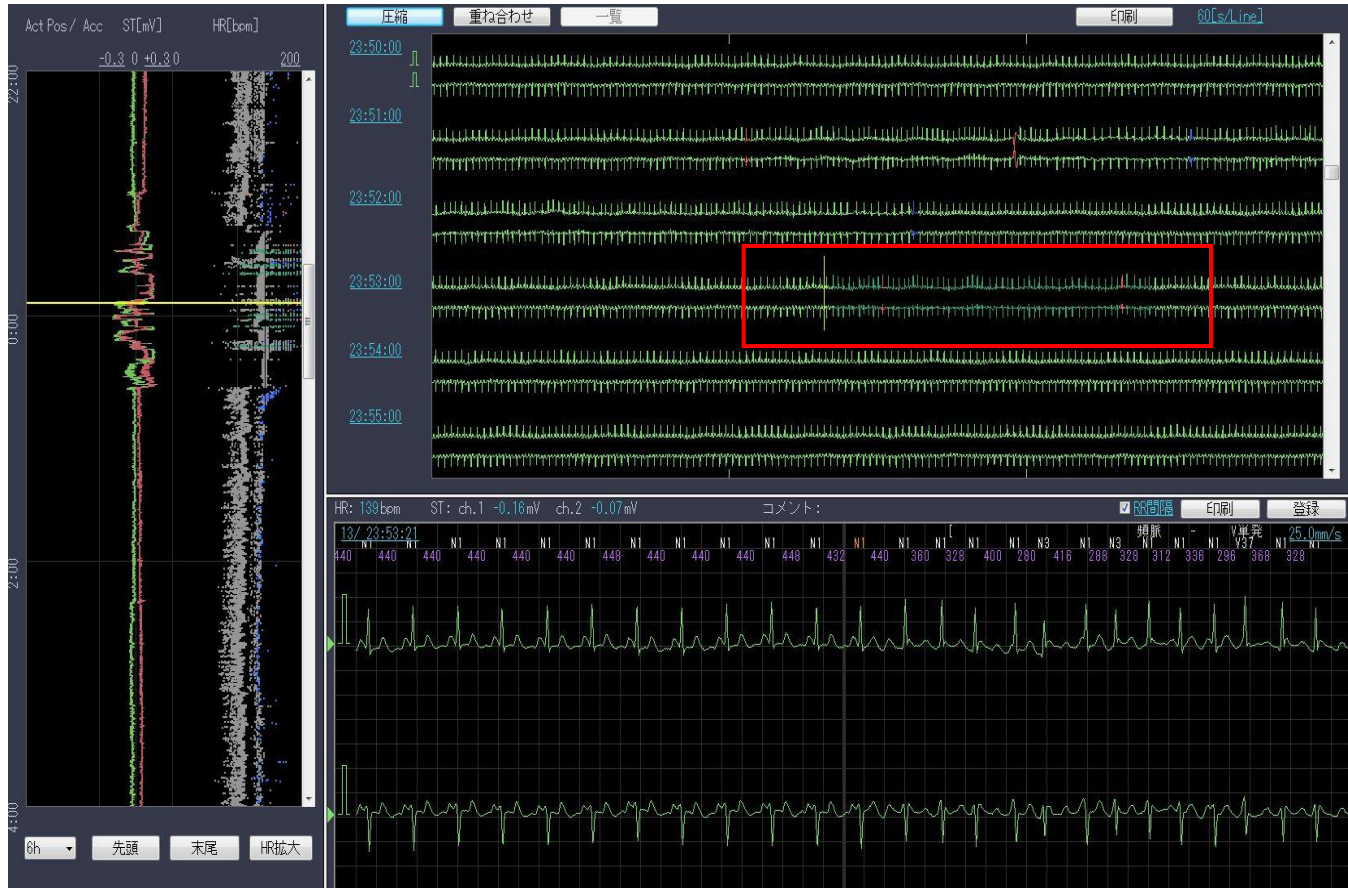 Act Pos / Acc ST[mV] HR[bpm]
-0.3 0 +0.3 0 200
22:00
0:00
2:00
4:00
6h 先頭 末尾 HR拡大
圧縮 重ね合わせ 一覧 印刷 60[s/Line]
23:50:00
23:51:00
23:52:00
23:53:00
23:54:00
23:55:00
HR: 139bpm ST: ch.1 -0.16mV ch.2 -0.07mV コメント: RR間隔 印刷 登録
13/ 23:53:21 [ 頻脈 - V単発 25.0mm/s
N1 N1 N1 N1 N1 N1 N1 N1 N1 N1 N1 N1 N1 N1 N1 N1 N3 N1 N3 N1 N1 N1 V37 N1 N1
440 440 440 440 440 440 448 440 440 440 448 432 440 360 328 400 280 416 288 328 312 336 296 368 328